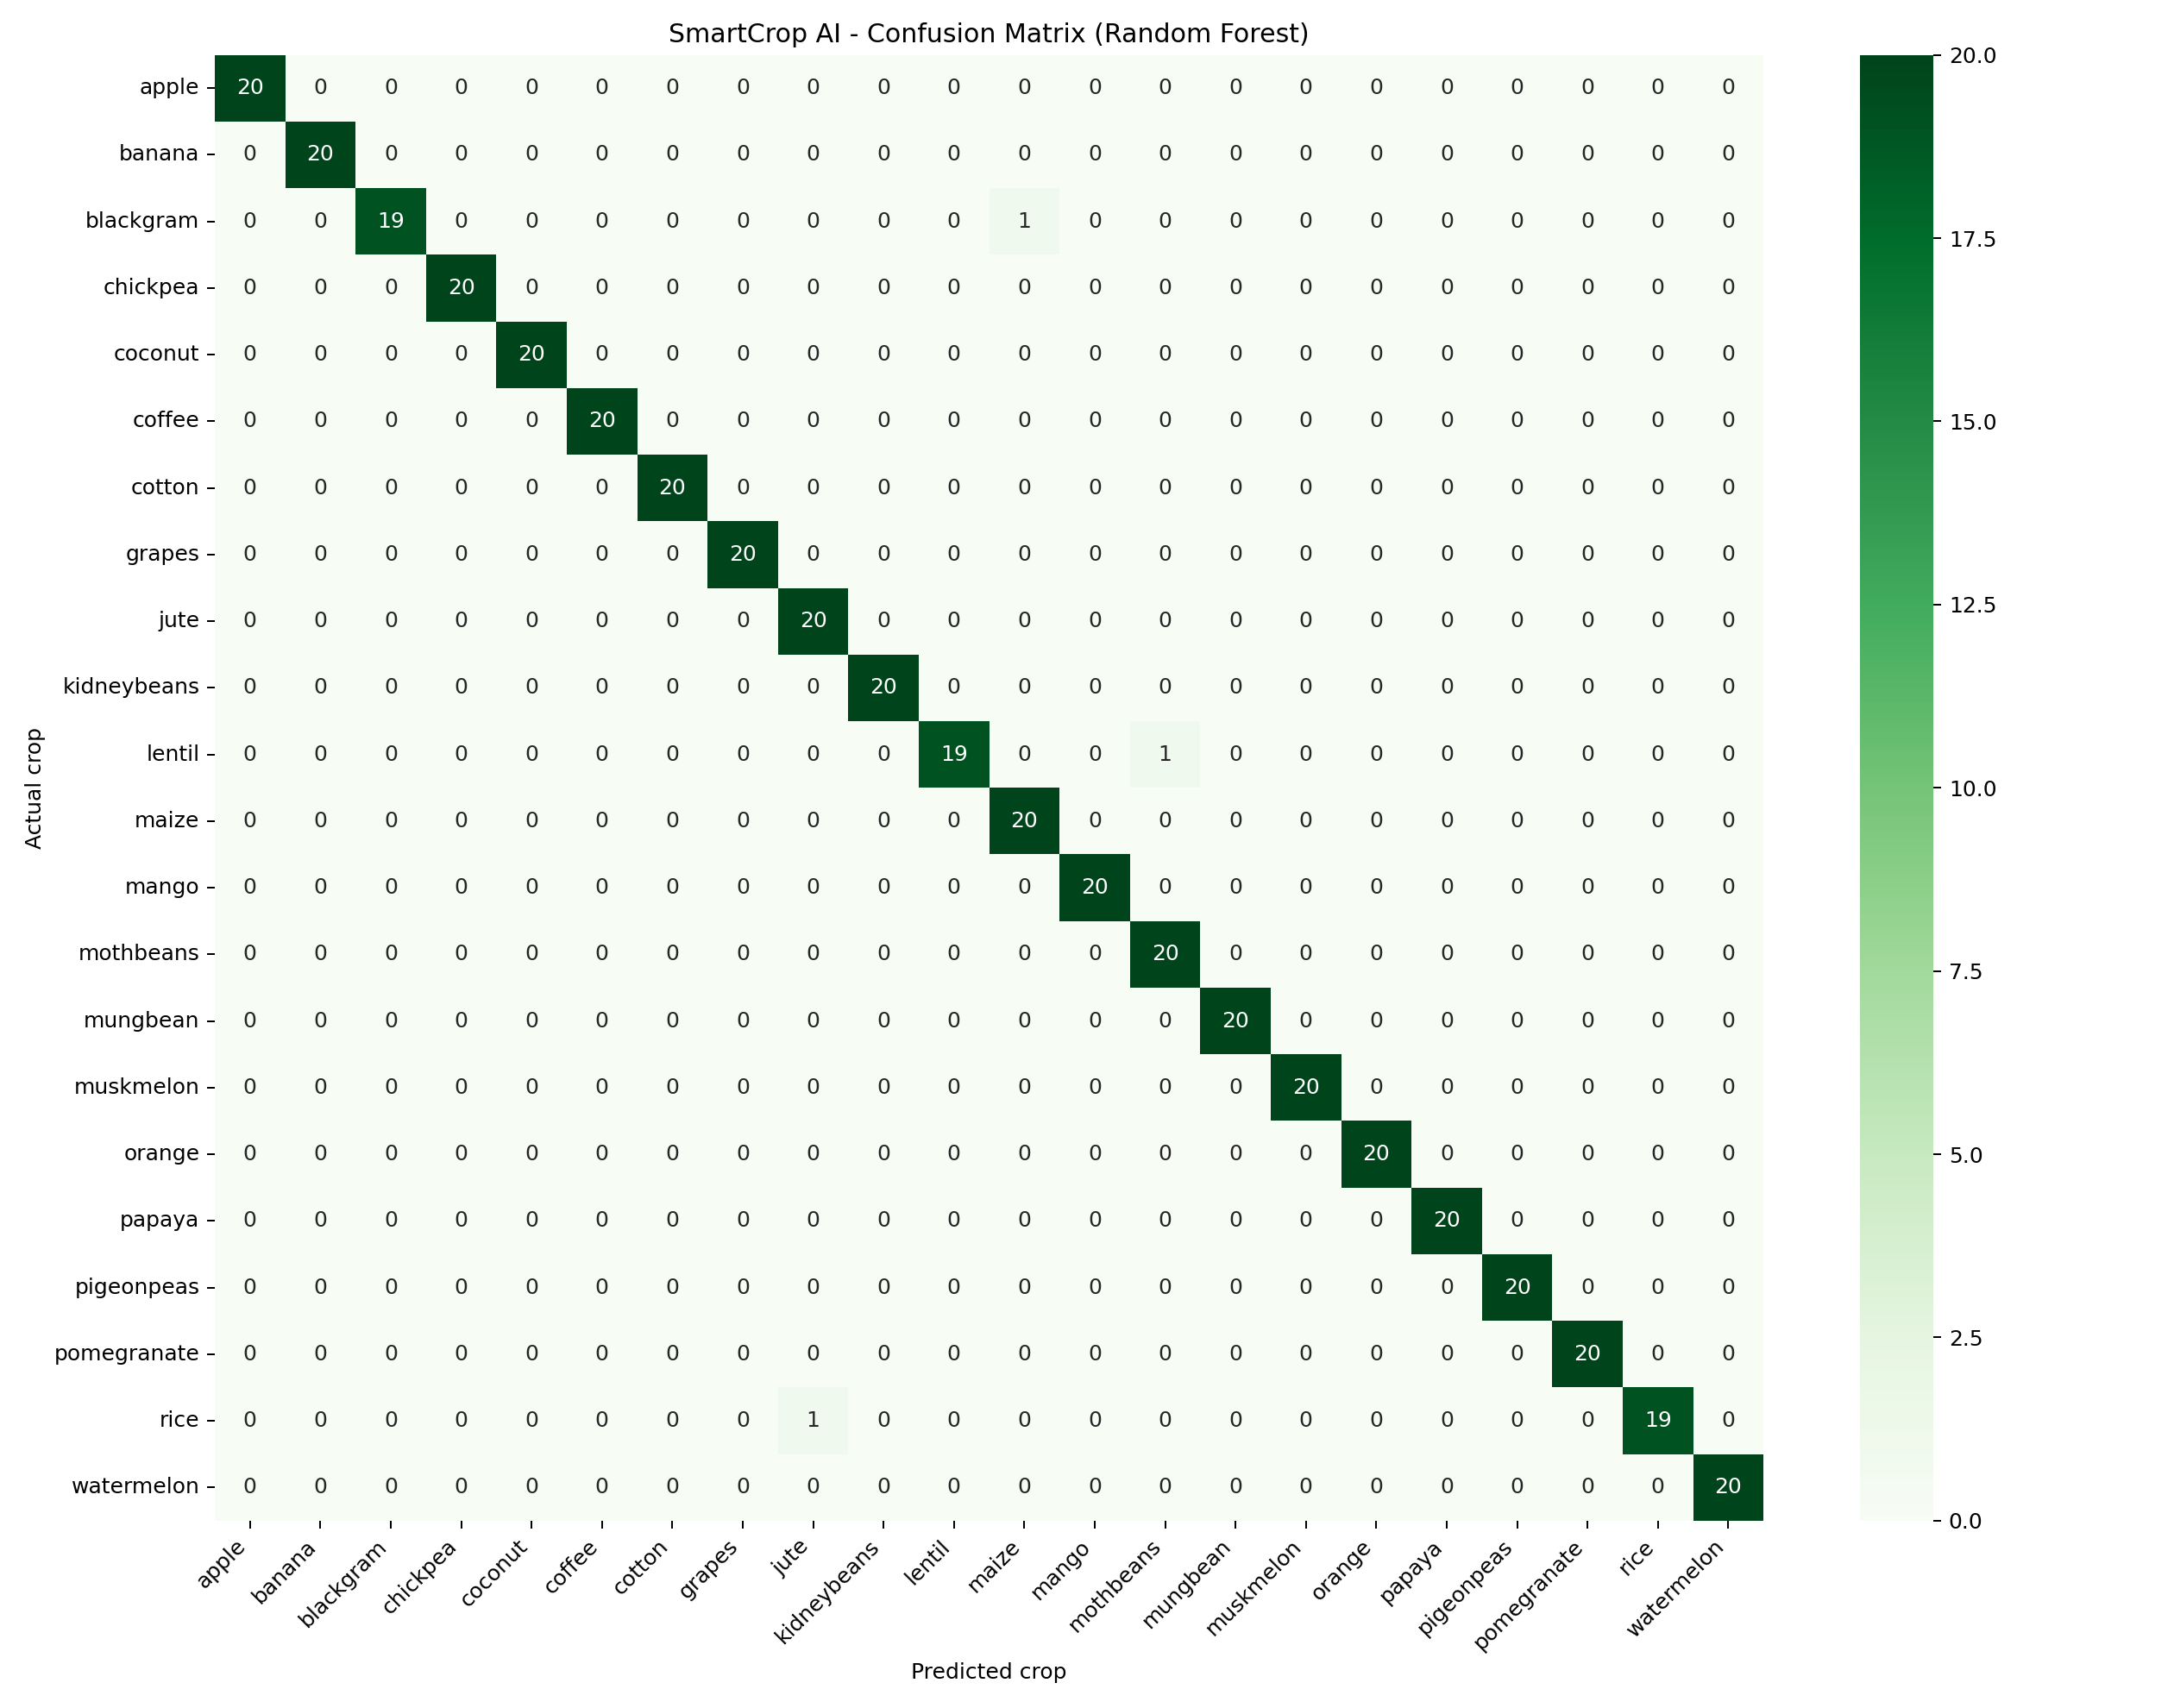 SmartCrop AI - Confusion Matrix (Random Forest)
apple 20 0 0 0 0 0 0 0 0 0 0 0 0 0 0 0 0 0 0 0 0 0
banana 0 20 0 0 0 0 0 0 0 0 0 0 0 0 0 0 0 0 0 0 0 0
blackgram 0 0 19 0 0 0 0 0 0 0 0 1 0 0 0 0 0 0 0 0 0 0
chickpea 0 0 0 20 0 0 0 0 0 0 0 0 0 0 0 0 0 0 0 0 0 0
coconut 0 0 0 0 20 0 0 0 0 0 0 0 0 0 0 0 0 0 0 0 0 0
coffee 0 0 0 0 0 20 0 0 0 0 0 0 0 0 0 0 0 0 0 0 0 0
cotton 0 0 0 0 0 0 20 0 0 0 0 0 0 0 0 0 0 0 0 0 0 0
grapes 0 0 0 0 0 0 0 20 0 0 0 0 0 0 0 0 0 0 0 0 0 0
jute 0 0 0 0 0 0 0 0 20 0 0 0 0 0 0 0 0 0 0 0 0 0
kidneybeans 0 0 0 0 0 0 0 0 0 20 0 0 0 0 0 0 0 0 0 0 0 0
lentil 0 0 0 0 0 0 0 0 0 0 19 0 0 1 0 0 0 0 0 0 0 0
maize 0 0 0 0 0 0 0 0 0 0 0 20 0 0 0 0 0 0 0 0 0 0
mango 0 0 0 0 0 0 0 0 0 0 0 0 20 0 0 0 0 0 0 0 0 0
mothbeans 0 0 0 0 0 0 0 0 0 0 0 0 0 20 0 0 0 0 0 0 0 0
mungbean 0 0 0 0 0 0 0 0 0 0 0 0 0 0 20 0 0 0 0 0 0 0
muskmelon 0 0 0 0 0 0 0 0 0 0 0 0 0 0 0 20 0 0 0 0 0 0
orange 0 0 0 0 0 0 0 0 0 0 0 0 0 0 0 0 20 0 0 0 0 0
papaya 0 0 0 0 0 0 0 0 0 0 0 0 0 0 0 0 0 20 0 0 0 0
pigeonpeas 0 0 0 0 0 0 0 0 0 0 0 0 0 0 0 0 0 0 20 0 0 0
pomegranate 0 0 0 0 0 0 0 0 0 0 0 0 0 0 0 0 0 0 0 20 0 0
rice 0 0 0 0 0 0 0 0 1 0 0 0 0 0 0 0 0 0 0 0 19 0
watermelon 0 0 0 0 0 0 0 0 0 0 0 0 0 0 0 0 0 0 0 0 0 20
apple banana blackgram chickpea coconut coffee cotton grapes jute kidneybeans lentil maize mango mothbeans mungbean muskmelon orange papaya pigeonpeas pomegranate rice watermelon
Predicted crop
Actual crop
20.0
17.5
15.0
12.5
10.0
7.5
5.0
2.5
0.0